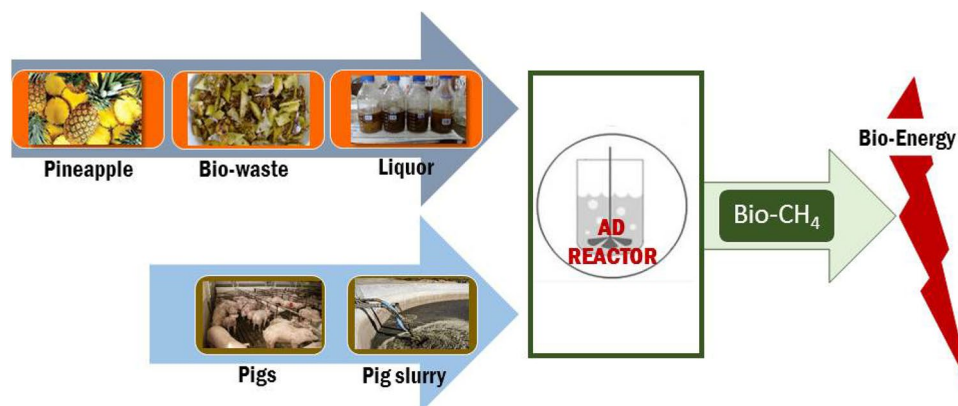 Pineapple
Bio-waste
Liquor
Pigs
Pig slurry
AD
REACTOR
Bio-CH₄
Bio-Energy